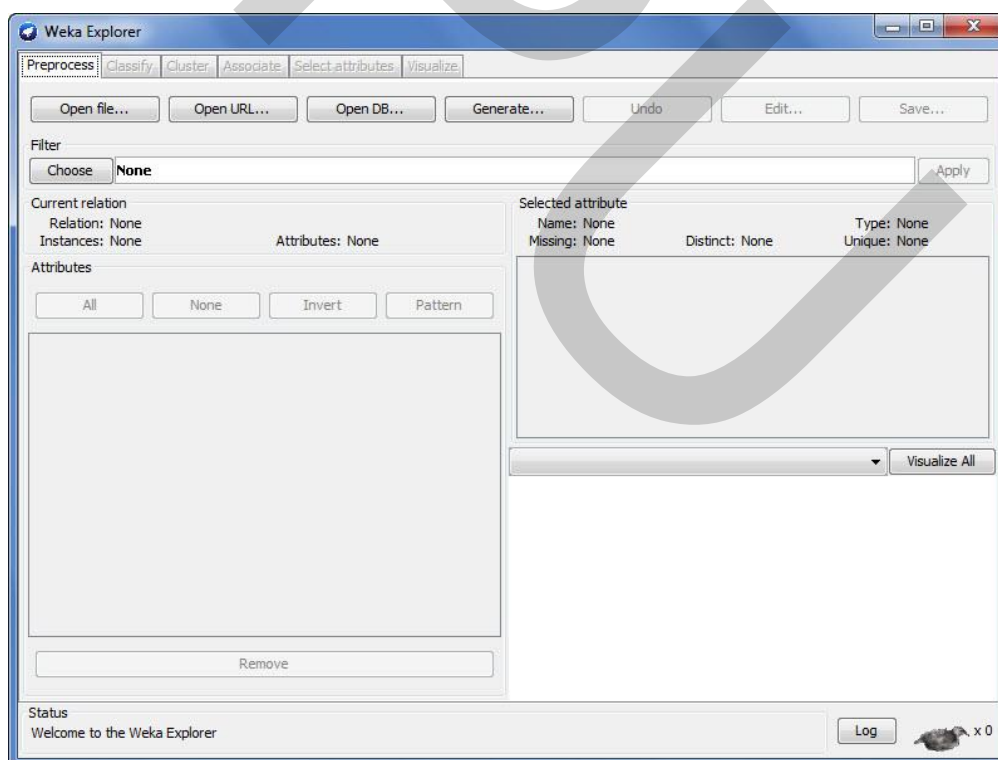 Weka Explorer
Preprocess Classify Cluster Associate Select attributes Visualize
Open file... Open URL... Open DB... Generate... Undo Edit... Save...
Filter
Choose None Apply
Current relation
Relation: None
Instances: None Attributes: None
Selected attribute
Name: None Type: None
Missing: None Distinct: None Unique: None
Attributes
All None Invert Pattern
Visualize All
Remove
Status
Welcome to the Weka Explorer
Log x 0